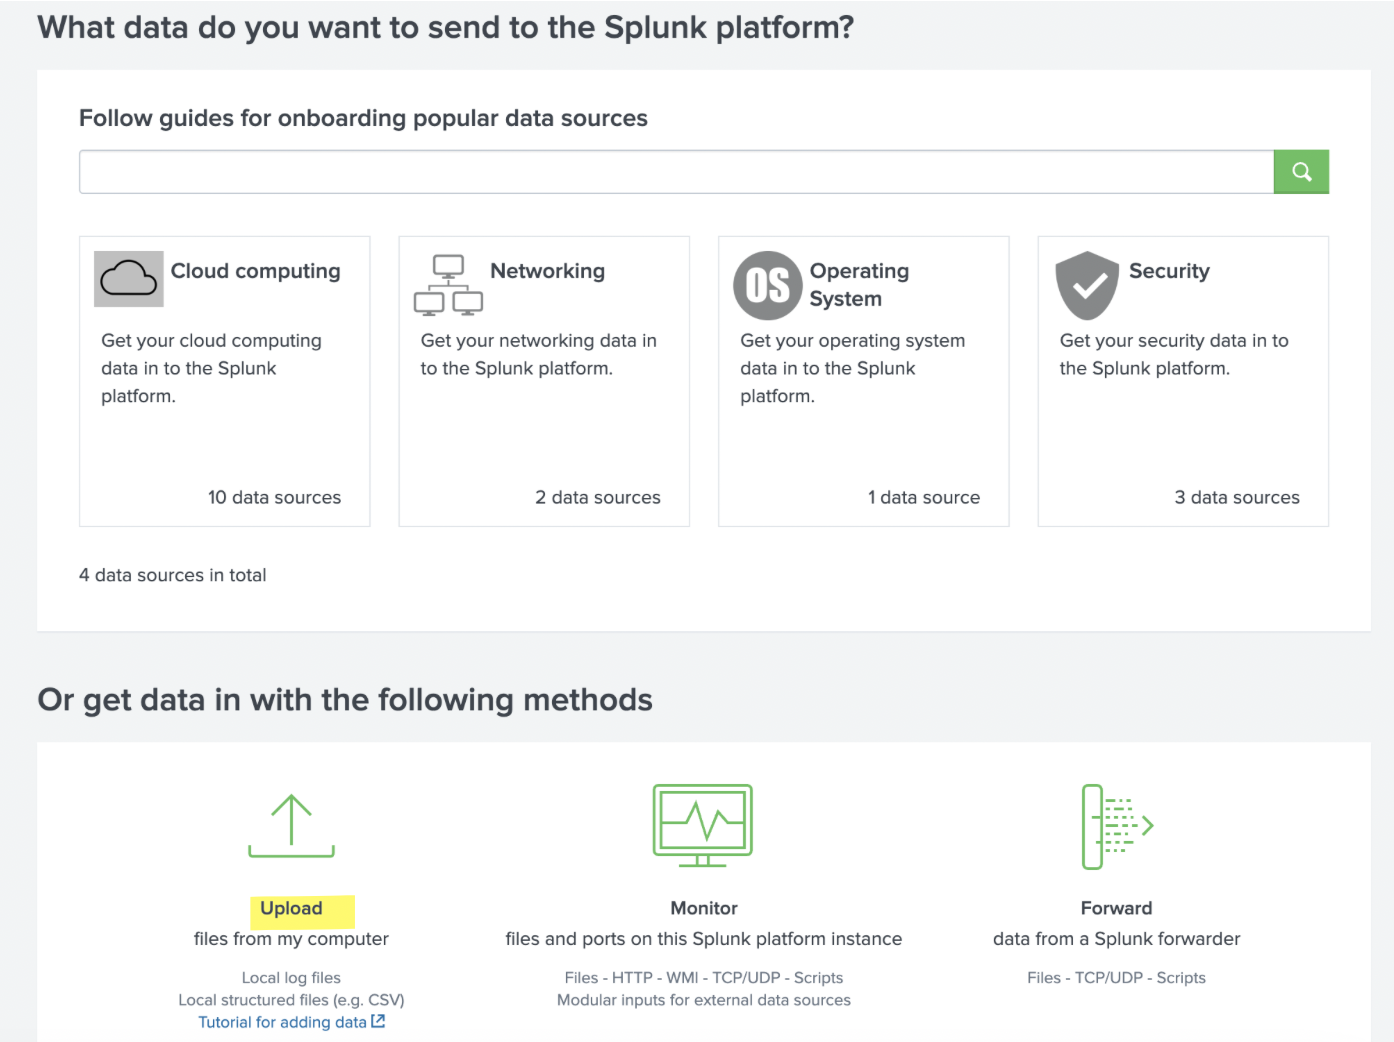 What data do you want to send to the Splunk platform?
Follow guides for onboarding popular data sources
Cloud computing
Get your cloud computing
data in to the Splunk
platform.
10 data sources
Networking
Get your networking data in
to the Splunk platform.
2 data sources
OS
Operating
System
Get your operating system
data in to the Splunk
platform.
1 data source
Security
Get your security data in to
the Splunk platform.
3 data sources
4 data sources in total
Or get data in with the following methods
Upload
files from my computer
Local log files
Local structured files (e.g. CSV)
Tutorial for adding data
Monitor
files and ports on this Splunk platform instance
Files - HTTP - WMI - TCP/UDP - Scripts
Modular inputs for external data sources
Forward
data from a Splunk forwarder
Files - TCP/UDP - Scripts